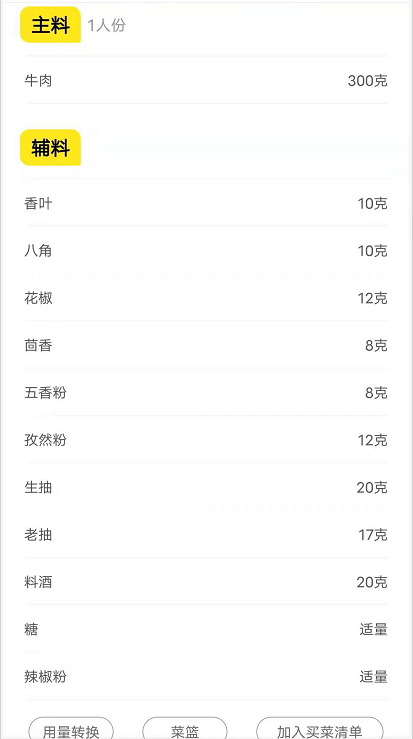 主料 1人份
牛肉 300克
辅料
香叶 10克
八角 10克
花椒 12克
茴香 8克
五香粉 8克
孜然粉 12克
生抽 20克
老抽 17克
料酒 20克
糖 适量
辣椒粉 适量
用量转换 菜篮 加入买菜清单